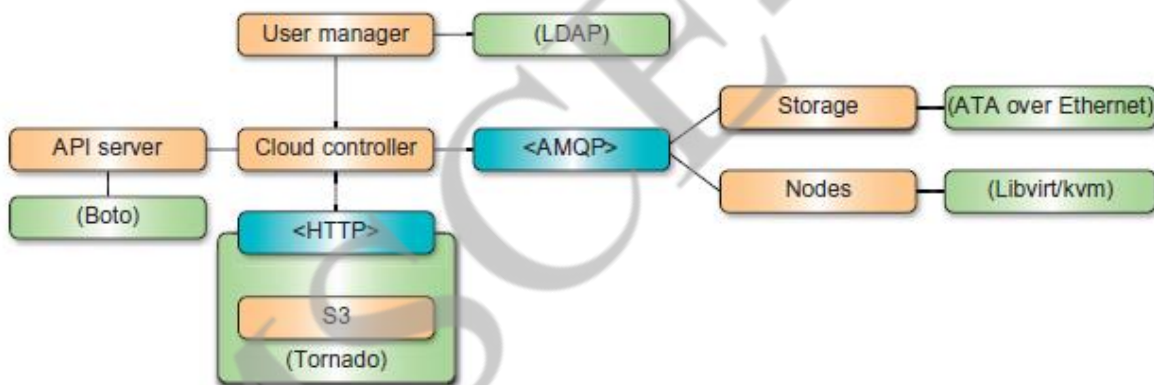 User manager
(LDAP)
Storage
(ATA over Ethernet)
API server
Cloud controller
<AMQP>
Nodes
(Libvirt/kvm)
(Boto)
<HTTP>
S3
(Tornado)